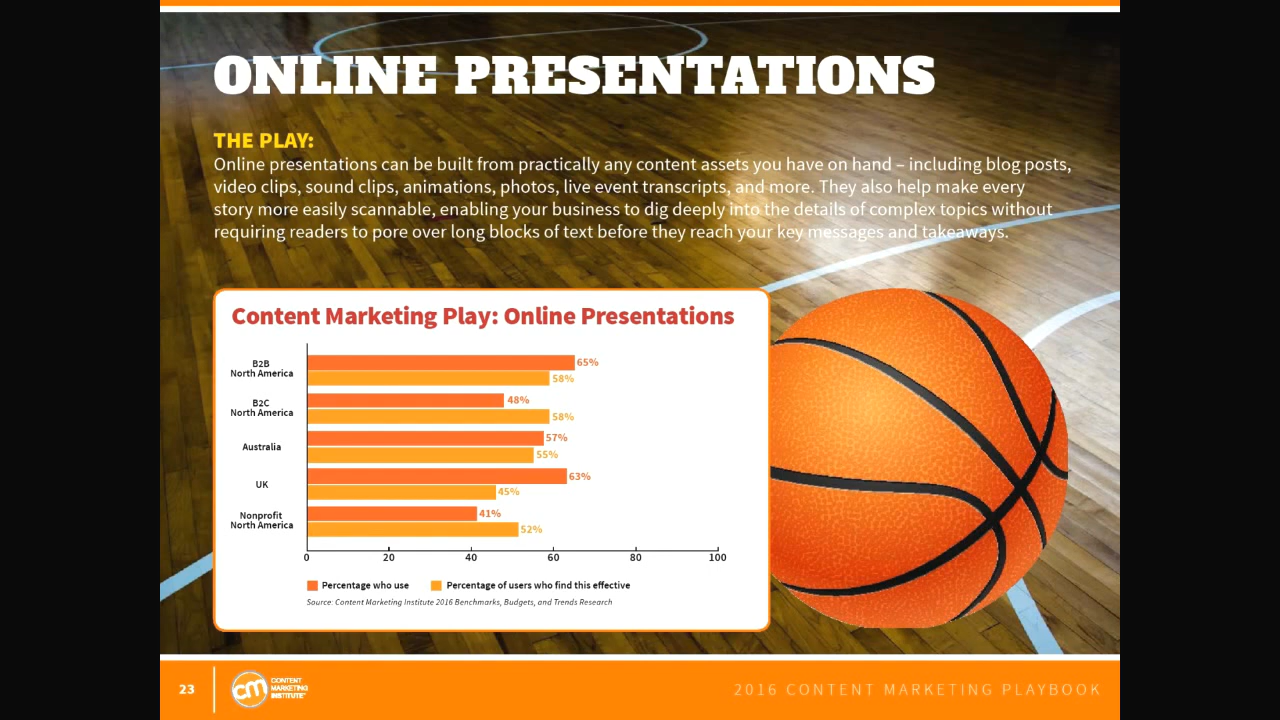 ONLINE PRESENTATIONS
THE PLAY:
Online presentations can be built from practically any content assets you have on hand – including blog posts,
video clips, sound clips, animations, photos, live event transcripts, and more. They also help make every
story more easily scannable, enabling your business to dig deeply into the details of complex topics without
requiring readers to pore over long blocks of text before they reach your key messages and takeaways.
Content Marketing Play: Online Presentations
B2B
North America
65%
58%
B2C
North America
48%
58%
Australia
57%
55%
UK
63%
45%
Nonprofit
North America
41%
52%
0 20 40 60 80 100
Percentage who use Percentage of users who find this effective
Source: Content Marketing Institute 2016 Benchmarks, Budgets, and Trends Research
23
cm
CONTENT
MARKETING
INSTITUTE
2016 CONTENT MARKETING PLAYBOOK